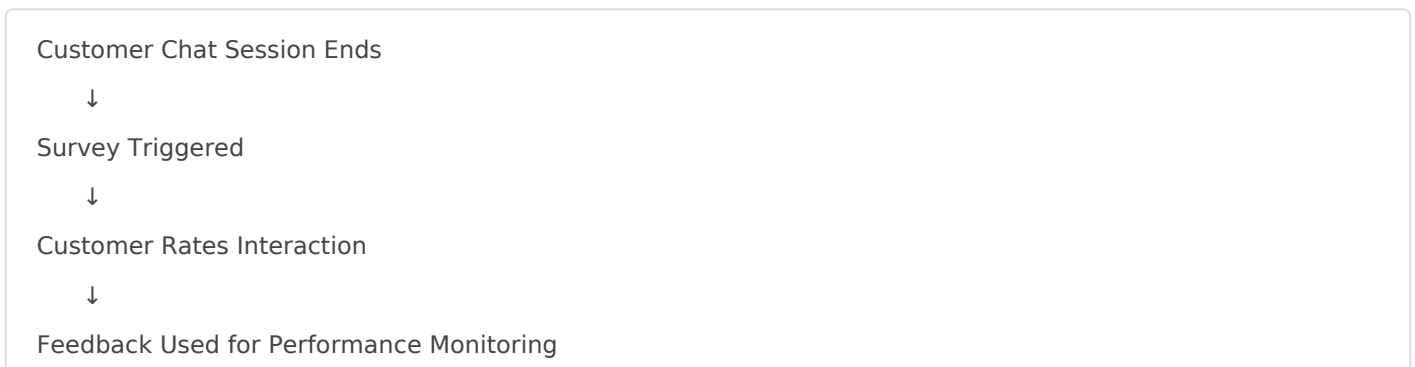 Customer Chat Session Ends
↓
Survey Triggered
↓
Customer Rates Interaction
↓
Feedback Used for Performance Monitoring